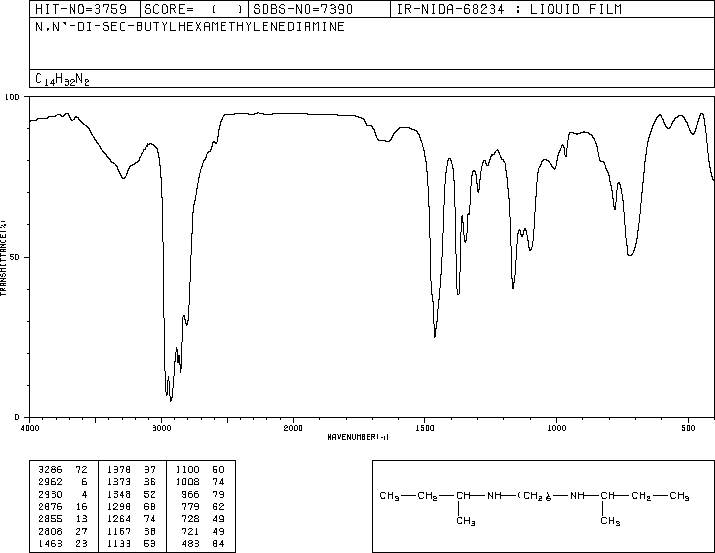 HIT-NO=3759 SCORE= ( ) SDBS-NO=7390 IR-NIDA-68234 : LIQUID FILM
N,N'-DI-SEC-BUTYLHEXAMETHYLENEDIAMINE
C14H32N2
100
50
0
TRANSMITTANCE(%)
4000 3000 2000 1500 1000 500
WAVENUMBER(-1)
3286 72 1378 37 1100 50
2962 6 1373 36 1008 74
2930 4 1348 52 966 79
2876 16 1298 68 779 62
2855 13 1264 74 728 49
2808 27 1167 38 721 49
1463 23 1133 53 483 84
CH3—CH2—CH—NH—(CH2)6—NH—CH—CH2—CH3
CH3 CH3